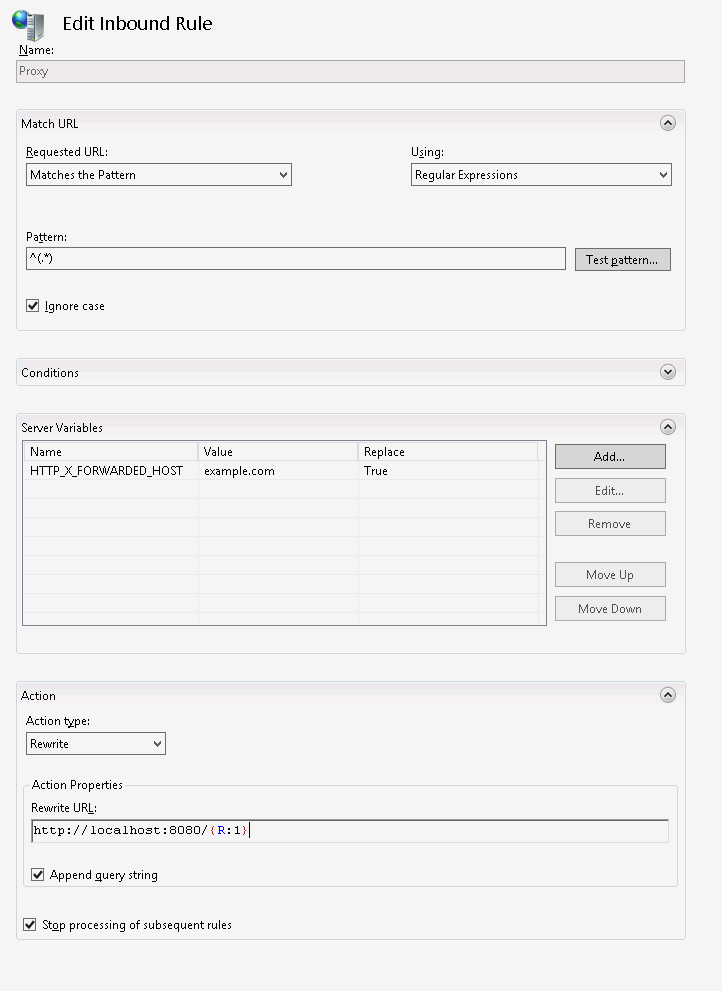 Edit Inbound Rule
Name:
Proxy
Match URL
Requested URL: Using:
Matches the Pattern Regular Expressions
Pattern:
^(.*) Test pattern...
Ignore case
Conditions
Server Variables
Name Value Replace Add...
HTTP_X_FORWARDED_HOST example.com True
Edit...
Remove
Move Up
Move Down
Action
Action type:
Rewrite
Action Properties
Rewrite URL:
http://localhost:8080/{R:1}
Append query string
Stop processing of subsequent rules